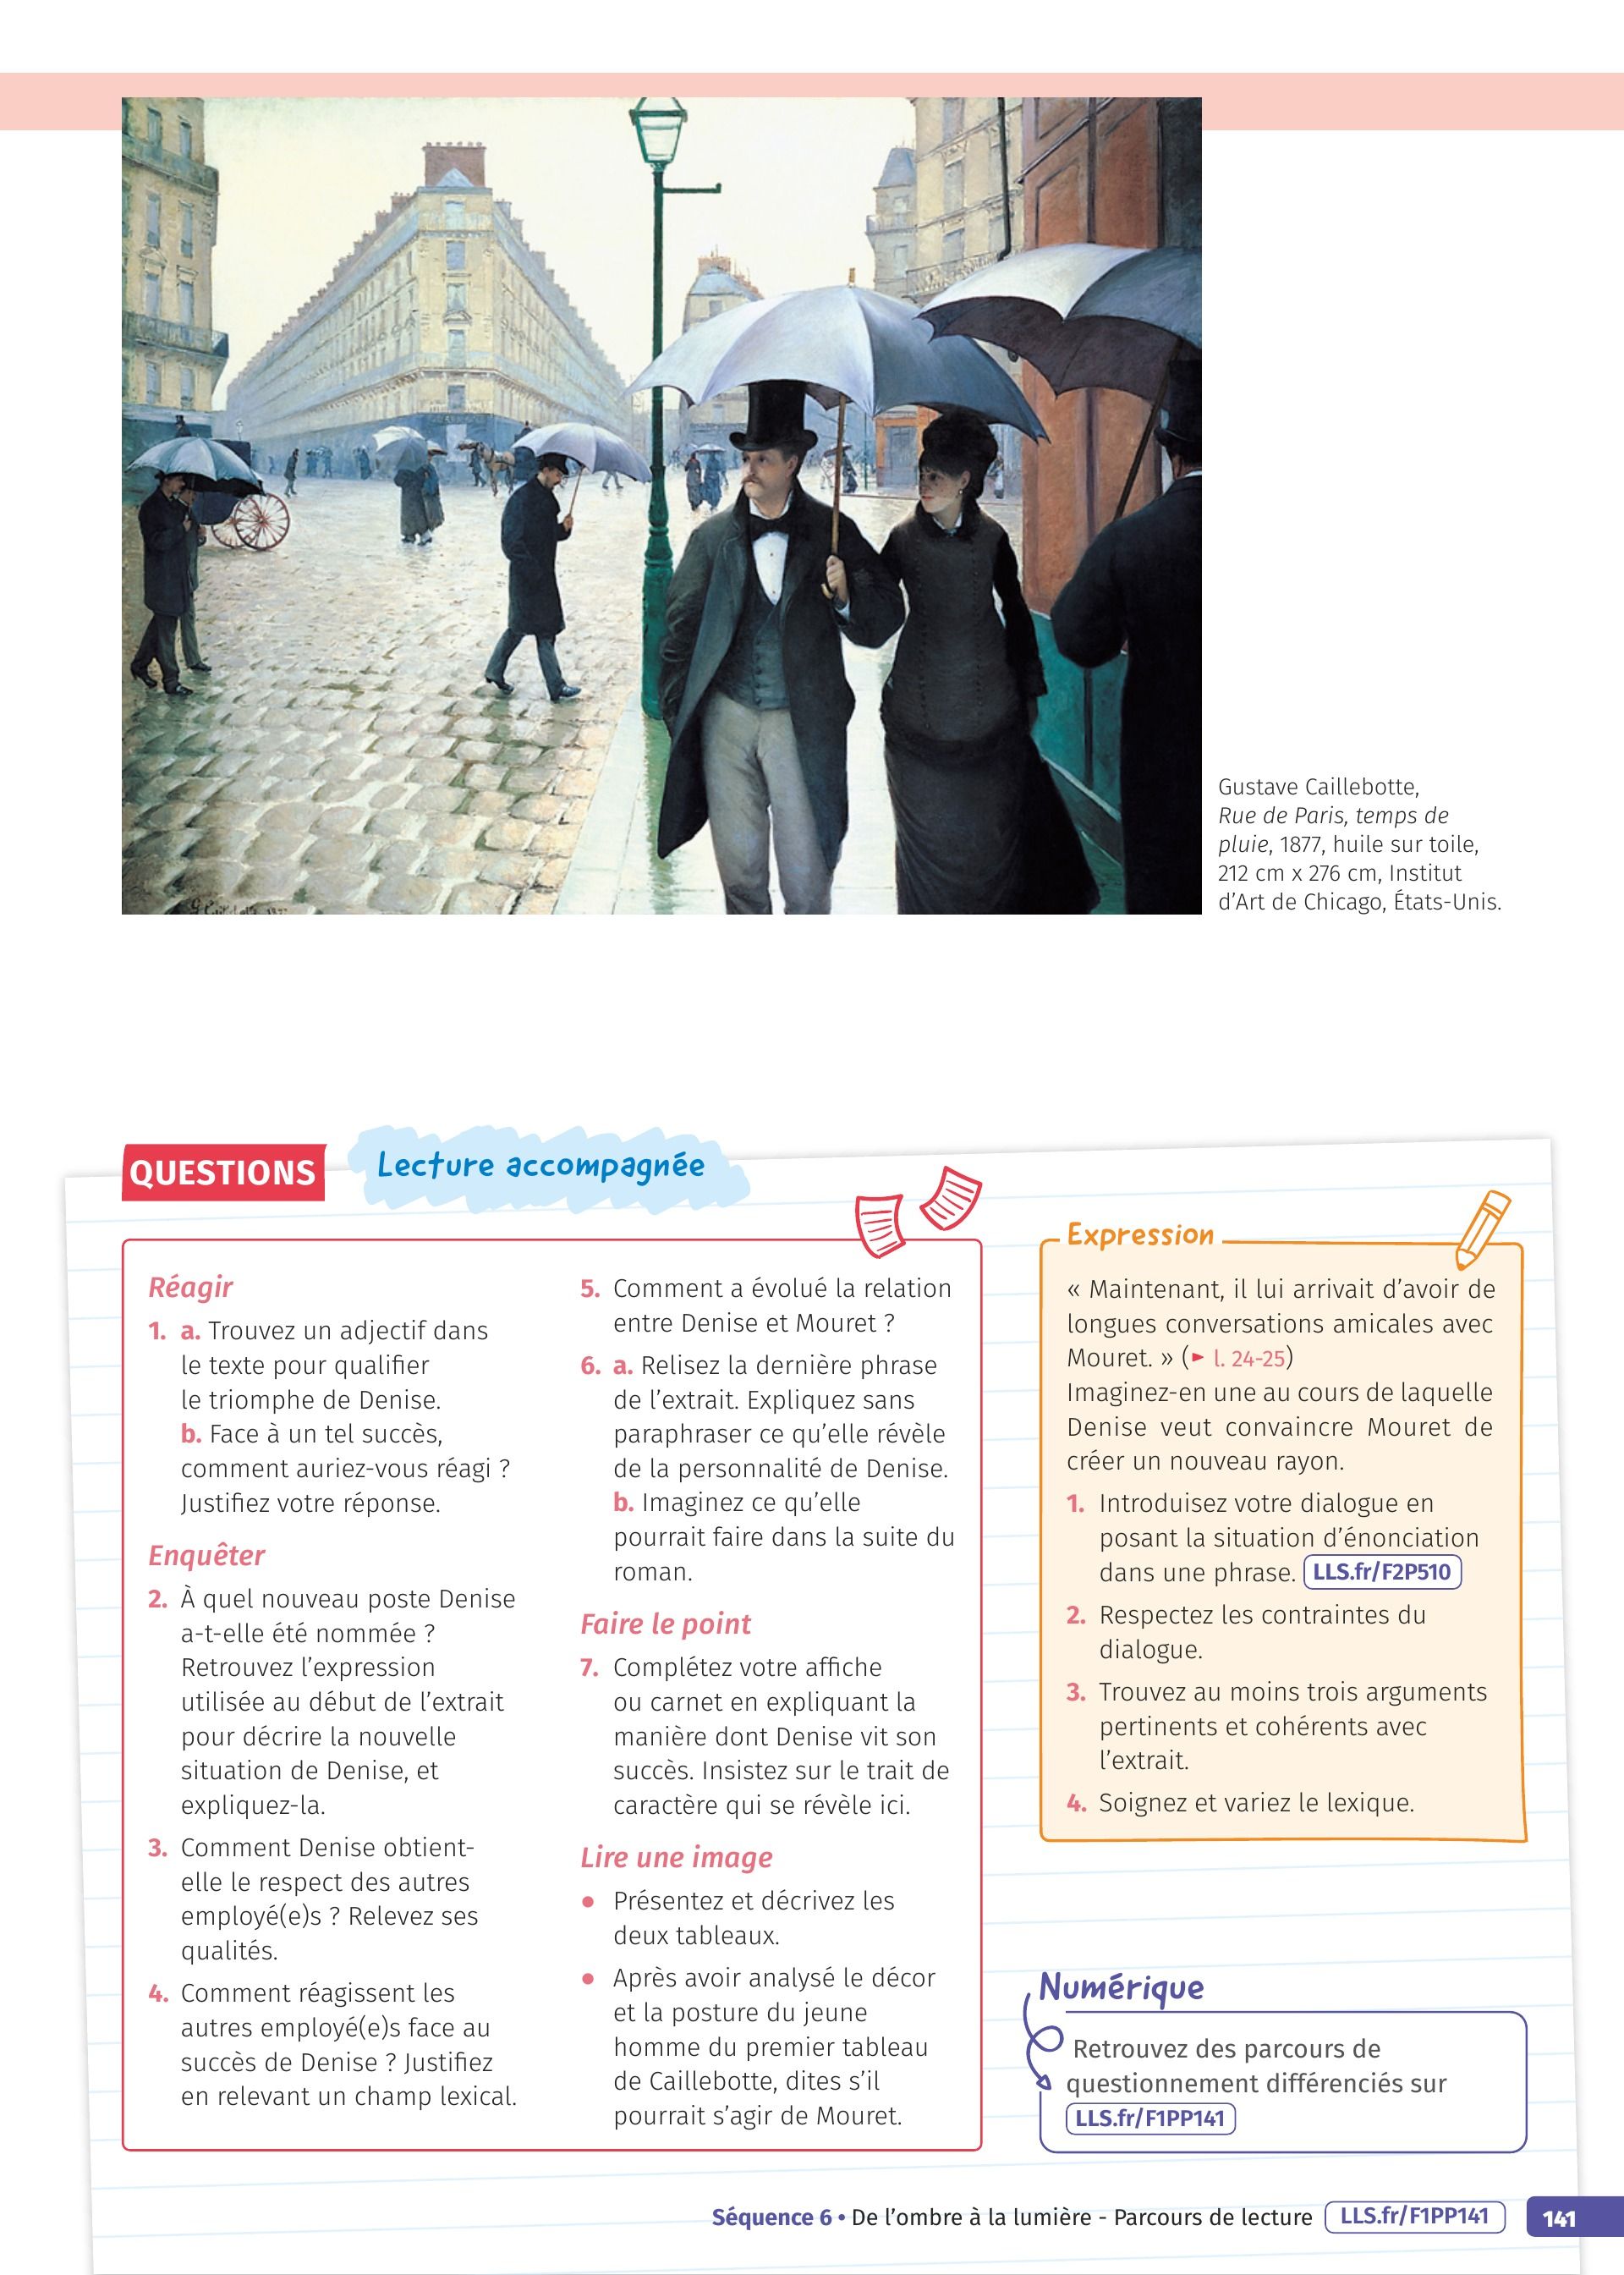 Gustave Caillebotte,
Rue de Paris, temps de
pluie, 1877, huile sur toile,
212 cm x 276 cm, Institut
d’Art de Chicago, États-Unis.
QUESTIONS
Lecture accompagnée
Réagir
1. a. Trouvez un adjectif dans
le texte pour qualifier
le triomphe de Denise.
b. Face à un tel succès,
comment auriez-vous réagi ?
Justifiez votre réponse.
Enquêter
2. À quel nouveau poste Denise
a-t-elle été nommée ?
Retrouvez l’expression
utilisée au début de l’extrait
pour décrire la nouvelle
situation de Denise, et
expliquez-la.
3. Comment Denise obtient-
elle le respect des autres
employé(e)s ? Relevez ses
qualités.
4. Comment réagissent les
autres employé(e)s face au
succès de Denise ? Justifiez
en relevant un champ lexical.
5. Comment a évolué la relation
entre Denise et Mouret ?
6. a. Relisez la dernière phrase
de l’extrait. Expliquez sans
paraphraser ce qu’elle révèle
de la personnalité de Denise.
b. Imaginez ce qu’elle
pourrait faire dans la suite du
roman.
Faire le point
7. Complétez votre affiche
ou carnet en expliquant la
manière dont Denise vit son
succès. Insistez sur le trait de
caractère qui se révèle ici.
Lire une image
• Présentez et décrivez les
deux tableaux.
• Après avoir analysé le décor
et la posture du jeune
homme du premier tableau
de Caillebotte, dites s’il
pourrait s’agir de Mouret.
Expression
« Maintenant, il lui arrivait d’avoir de
longues conversations amicales avec
Mouret. » (► l. 24-25)
Imaginez-en une au cours de laquelle
Denise veut convaincre Mouret de
créer un nouveau rayon.
1. Introduisez votre dialogue en
posant la situation d’énonciation
dans une phrase. LLS.fr/F2P510
2. Respectez les contraintes du
dialogue.
3. Trouvez au moins trois arguments
pertinents et cohérents avec
l’extrait.
4. Soignez et variez le lexique.
Numérique
Retrouvez des parcours de
questionnement différenciés sur
LLS.fr/F1PP141
Séquence 6 • De l’ombre à la lumière - Parcours de lecture LLS.fr/F1PP141 141